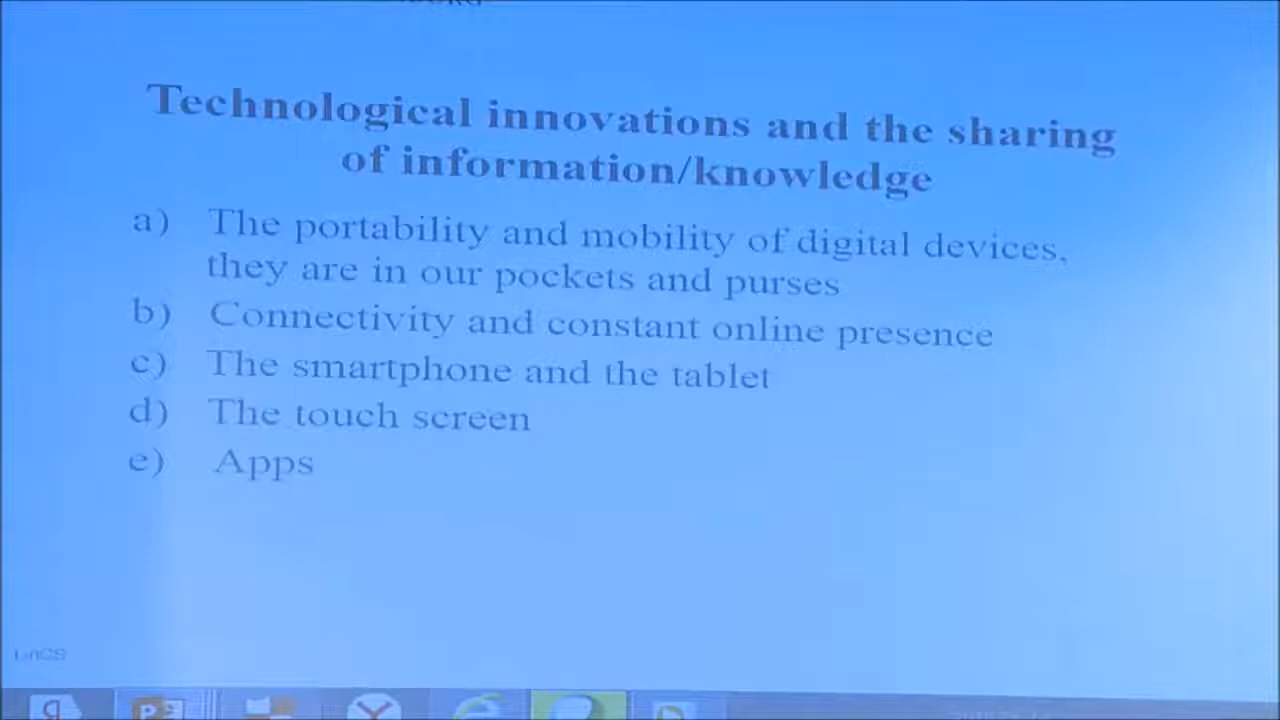 Technological innovations and the sharing
of information/knowledge
a) The portability and mobility of digital devices,
they are in our pockets and purses
b) Connectivity and constant online presence
c) The smartphone and the tablet
d) The touch screen
e) Apps
LinCS